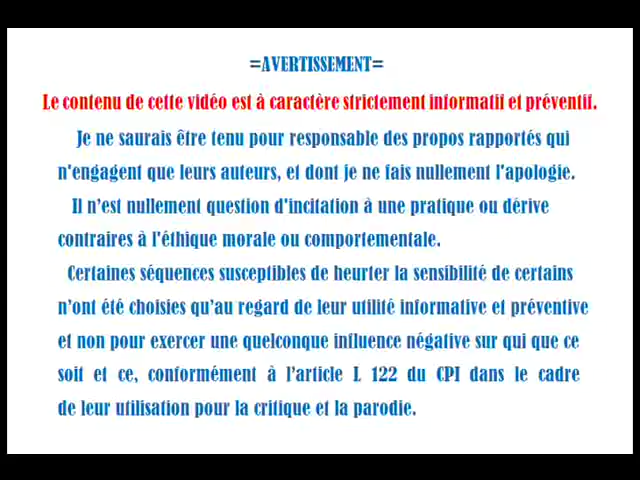 =AVERTISSEMENT=
Le contenu de cette vidéo est à caractère strictement informatif et préventif.
Je ne saurais être tenu pour responsable des propos rapportés qui
n'engagent que leurs auteurs, et dont je ne fais nullement l'apologie.
Il n'est nullement question d'incitation à une pratique ou dérive
contraires à l'éthique morale ou comportementale.
Certaines séquences susceptibles de heurter la sensibilité de certains
n'ont été choisies qu'au regard de leur utilité informative et préventive
et non pour exercer une quelconque influence négative sur qui que ce
soit et ce, conformément à l'article L 122 du CPI dans le cadre
de leur utilisation pour la critique et la parodie.